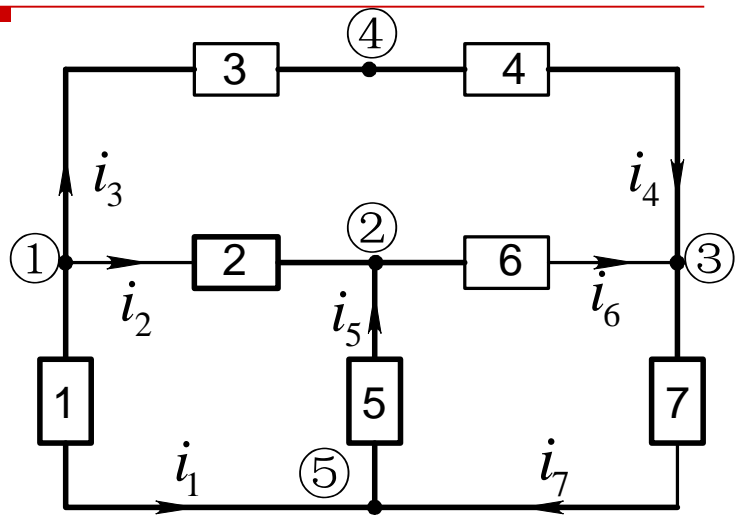 ④
3 4
i₃ i₄
① ② ③
2 6
i₂ i₅ i₆
1 5 7
i₁ ⑤ i₇